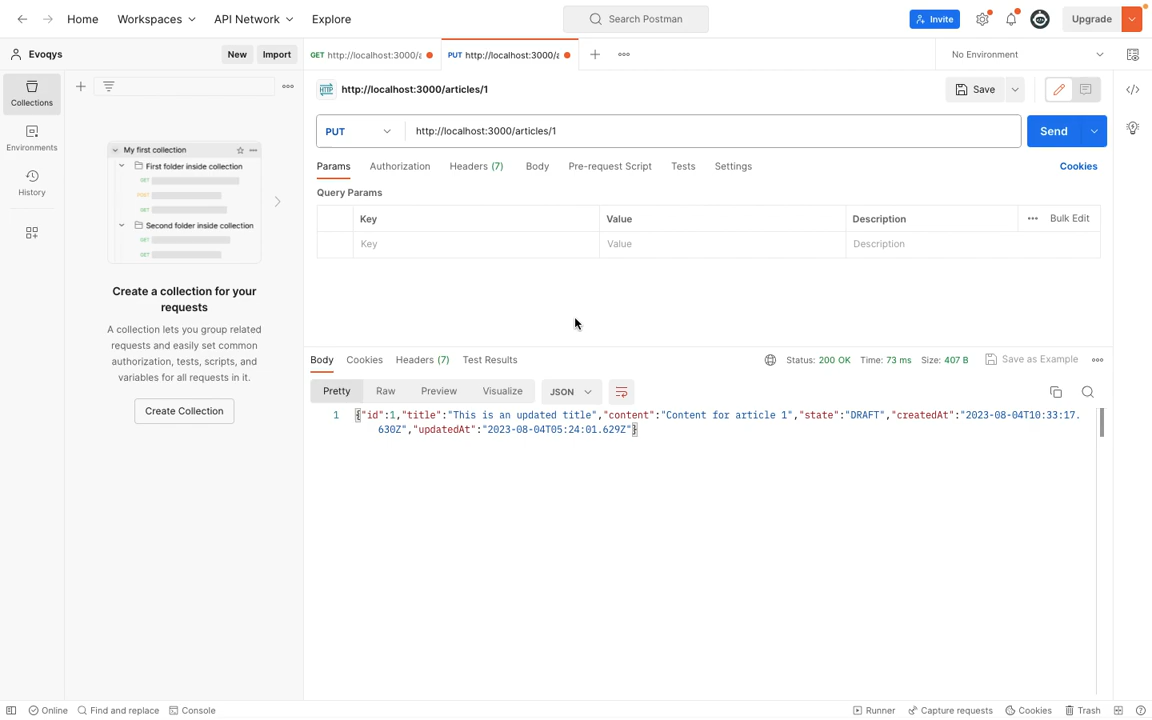 Home Workspaces API Network Explore Search Postman Invite Upgrade
Evoqys New Import GET http://localhost:3000/a PUT http://localhost:3000/a No Environment
Collections
Environments
History
My first collection
First folder inside collection
GET
POST
GET
Second folder inside collection
GET
GET
Create a collection for your
requests
A collection lets you group related
requests and easily set common
authorization, tests, scripts, and
variables for all requests in it.
Create Collection
HTTP http://localhost:3000/articles/1 Save
PUT http://localhost:3000/articles/1 Send
Params Authorization Headers (7) Body Pre-request Script Tests Settings Cookies
Query Params
Key Value Description Bulk Edit
Key Value Description
Body Cookies Headers (7) Test Results Status: 200 OK Time: 73 ms Size: 407 B Save as Example
Pretty Raw Preview Visualize JSON
1 {"id":1,"title":"This is an updated title","content":"Content for article 1","state":"DRAFT","createdAt":"2023-08-04T10:33:17.
630Z","updatedAt":"2023-08-04T05:24:01.629Z"}
Online Find and replace Console Runner Capture requests Cookies Trash